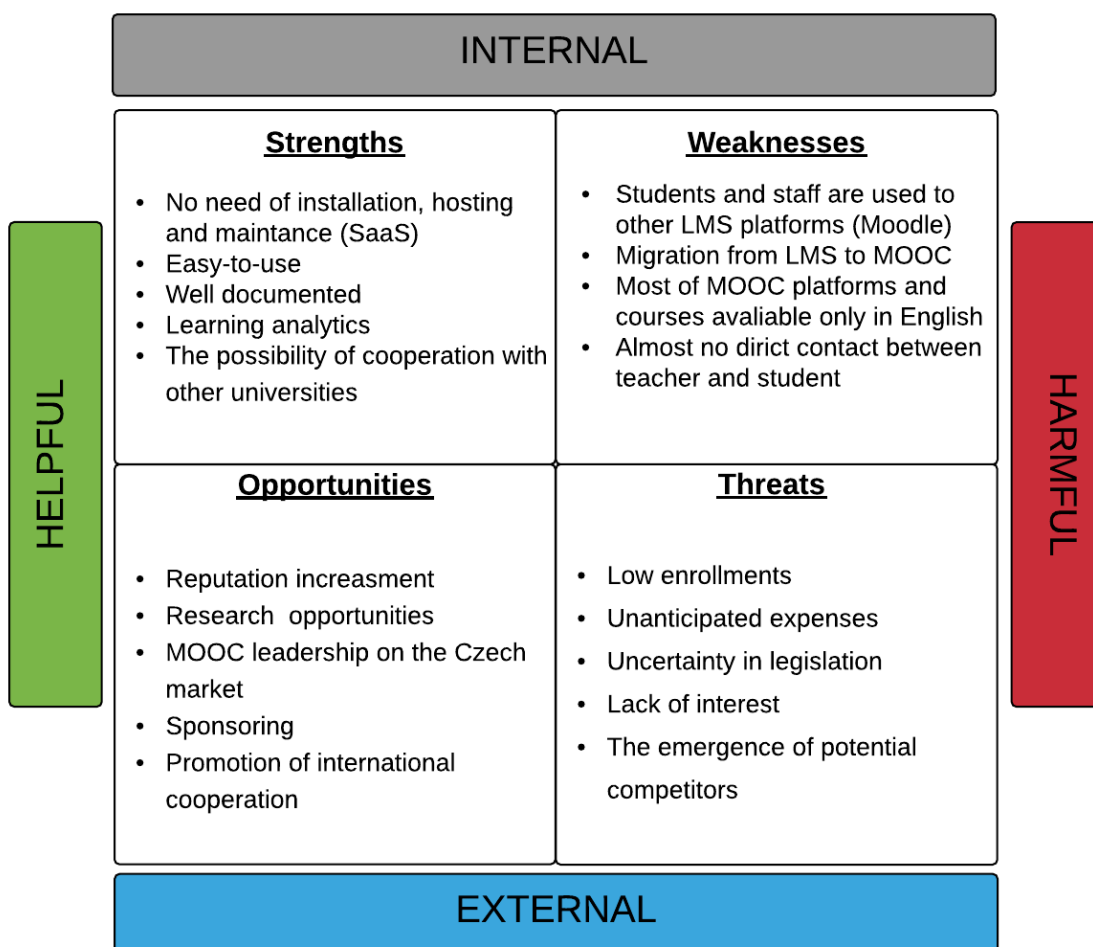 INTERNAL
Strengths
• No need of installation, hosting
and maintance (SaaS)
• Easy-to-use
• Well documented
• Learning analytics
• The possibility of cooperation with
other universities
Weaknesses
• Students and staff are used to
other LMS platforms (Moodle)
• Migration from LMS to MOOC
• Most of MOOC platforms and
courses avaliable only in English
• Almost no dirict contact between
teacher and student
HELPFUL
HARMFUL
Opportunities
• Reputation increasment
• Research  opportunities
• MOOC leadership on the Czech
market
• Sponsoring
• Promotion of international
cooperation
Threats
• Low enrollments
• Unanticipated expenses
• Uncertainty in legislation
• Lack of interest
• The emergence of potential
competitors
EXTERNAL